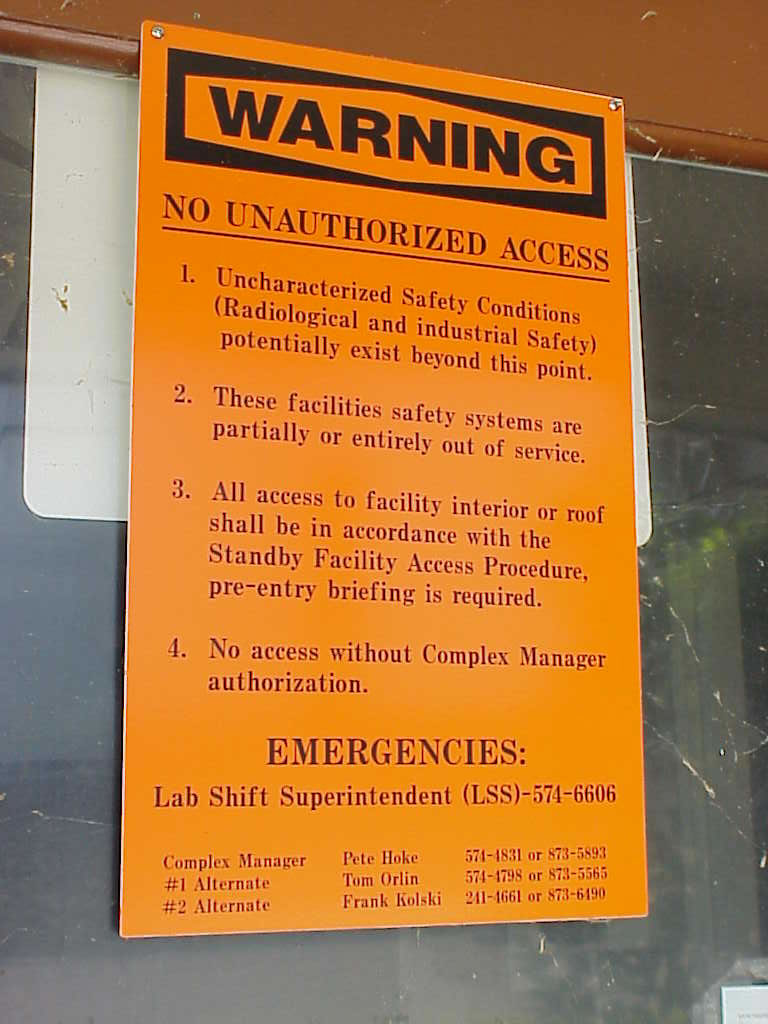 WARNING
NO UNAUTHORIZED ACCESS
1. Uncharacterized Safety Conditions
(Radiological and industrial Safety)
potentially exist beyond this point.
2. These facilities safety systems are
partially or entirely out of service.
3. All access to facility interior or roof
shall be in accordance with the
Standby Facility Access Procedure,
pre-entry briefing is required.
4. No access without Complex Manager
authorization.
EMERGENCIES:
Lab Shift Superintendent (LSS)-574-6606
Complex Manager Pete Hoke 574-4831 or 873-5893
#1 Alternate Tom Orlin 574-4798 or 873-5565
#2 Alternate Frank Kolski 241-4661 or 873-6490